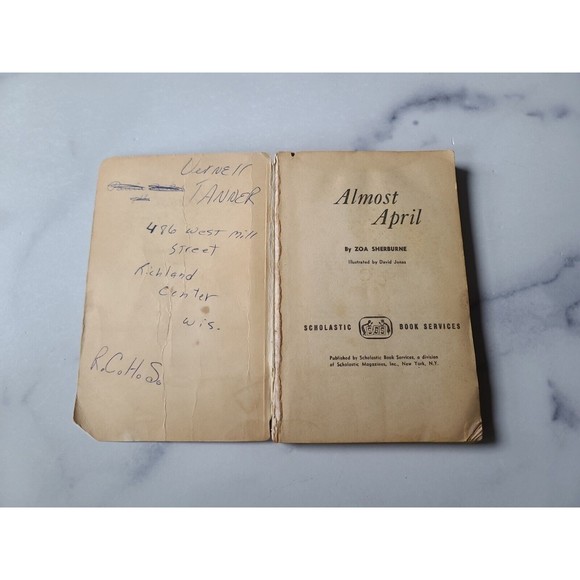 TANNER
486 West Mill
Street
Richland
Center
Wis.
R.C.H.S.
Almost
April
By ZOA SHERBURNE
Illustrated by David Jones
SCHOLASTIC BOOK SERVICES
Published by Scholastic Book Services, a division
of Scholastic Magazines, Inc., New York, N.Y.